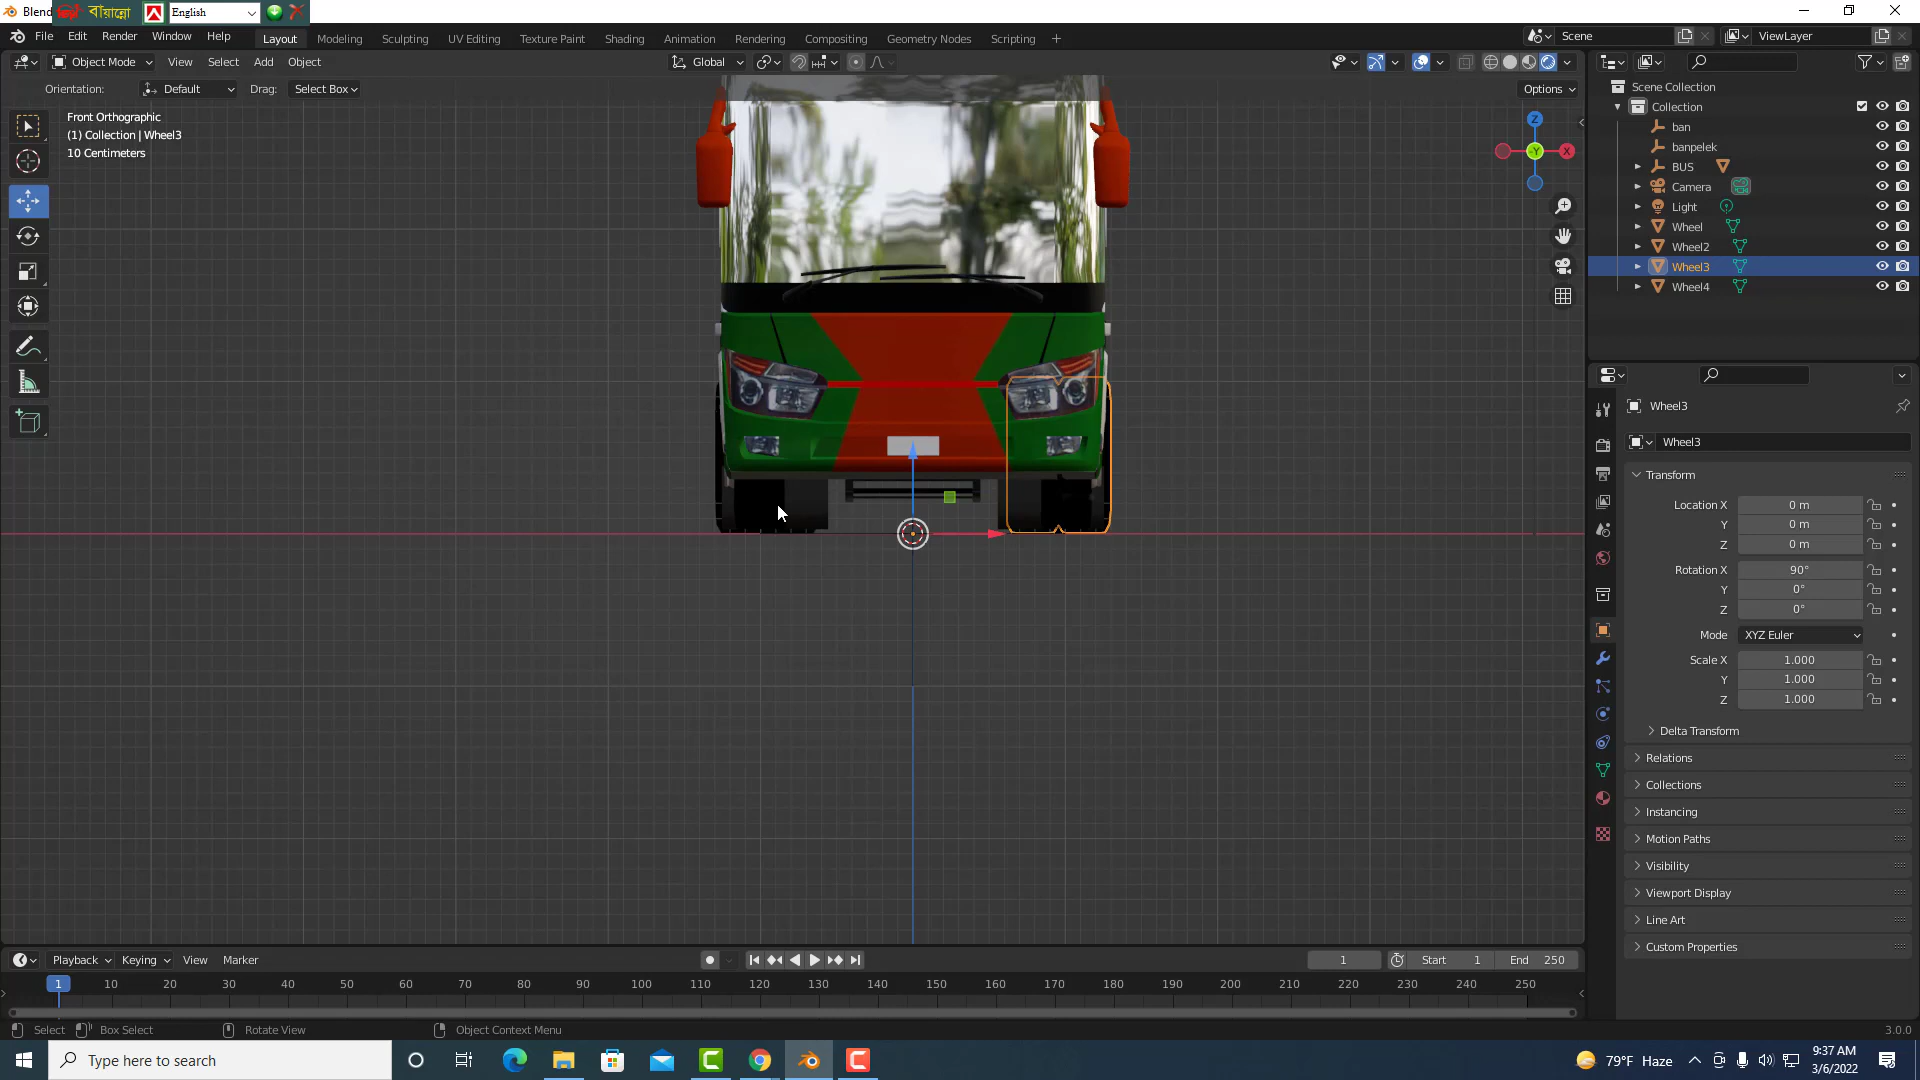 Blend
বায়ান্নো
English
File Edit Render Window Help
Layout Modeling Sculpting UV Editing Texture Paint Shading Animation Rendering Compositing Geometry Nodes Scripting +
Scene
ViewLayer
Object Mode View Select Add Object
Global
Orientation: Default Drag: Select Box
Options
Front Orthographic
(1) Collection | Wheel3
10 Centimeters
Z
X
-Y
Scene Collection
Collection
ban
banpelek
BUS
Camera
Light
Wheel
Wheel2
Wheel3
Wheel4
Wheel3
Wheel3
Transform
Location X 0 m
Y 0 m
Z 0 m
Rotation X 90°
Y 0°
Z 0°
Mode XYZ Euler
Scale X 1.000
Y 1.000
Z 1.000
Delta Transform
Relations
Collections
Instancing
Motion Paths
Visibility
Viewport Display
Line Art
Custom Properties
Playback Keying View Marker
1 Start 1 End 250
1 10 20 30 40 50 60 70 80 90 100 110 120 130 140 150 160 170 180 190 200 210 220 230 240 250
Select Box Select Rotate View Object Context Menu
3.0.0
Type here to search
79°F Haze
9:37 AM
3/6/2022